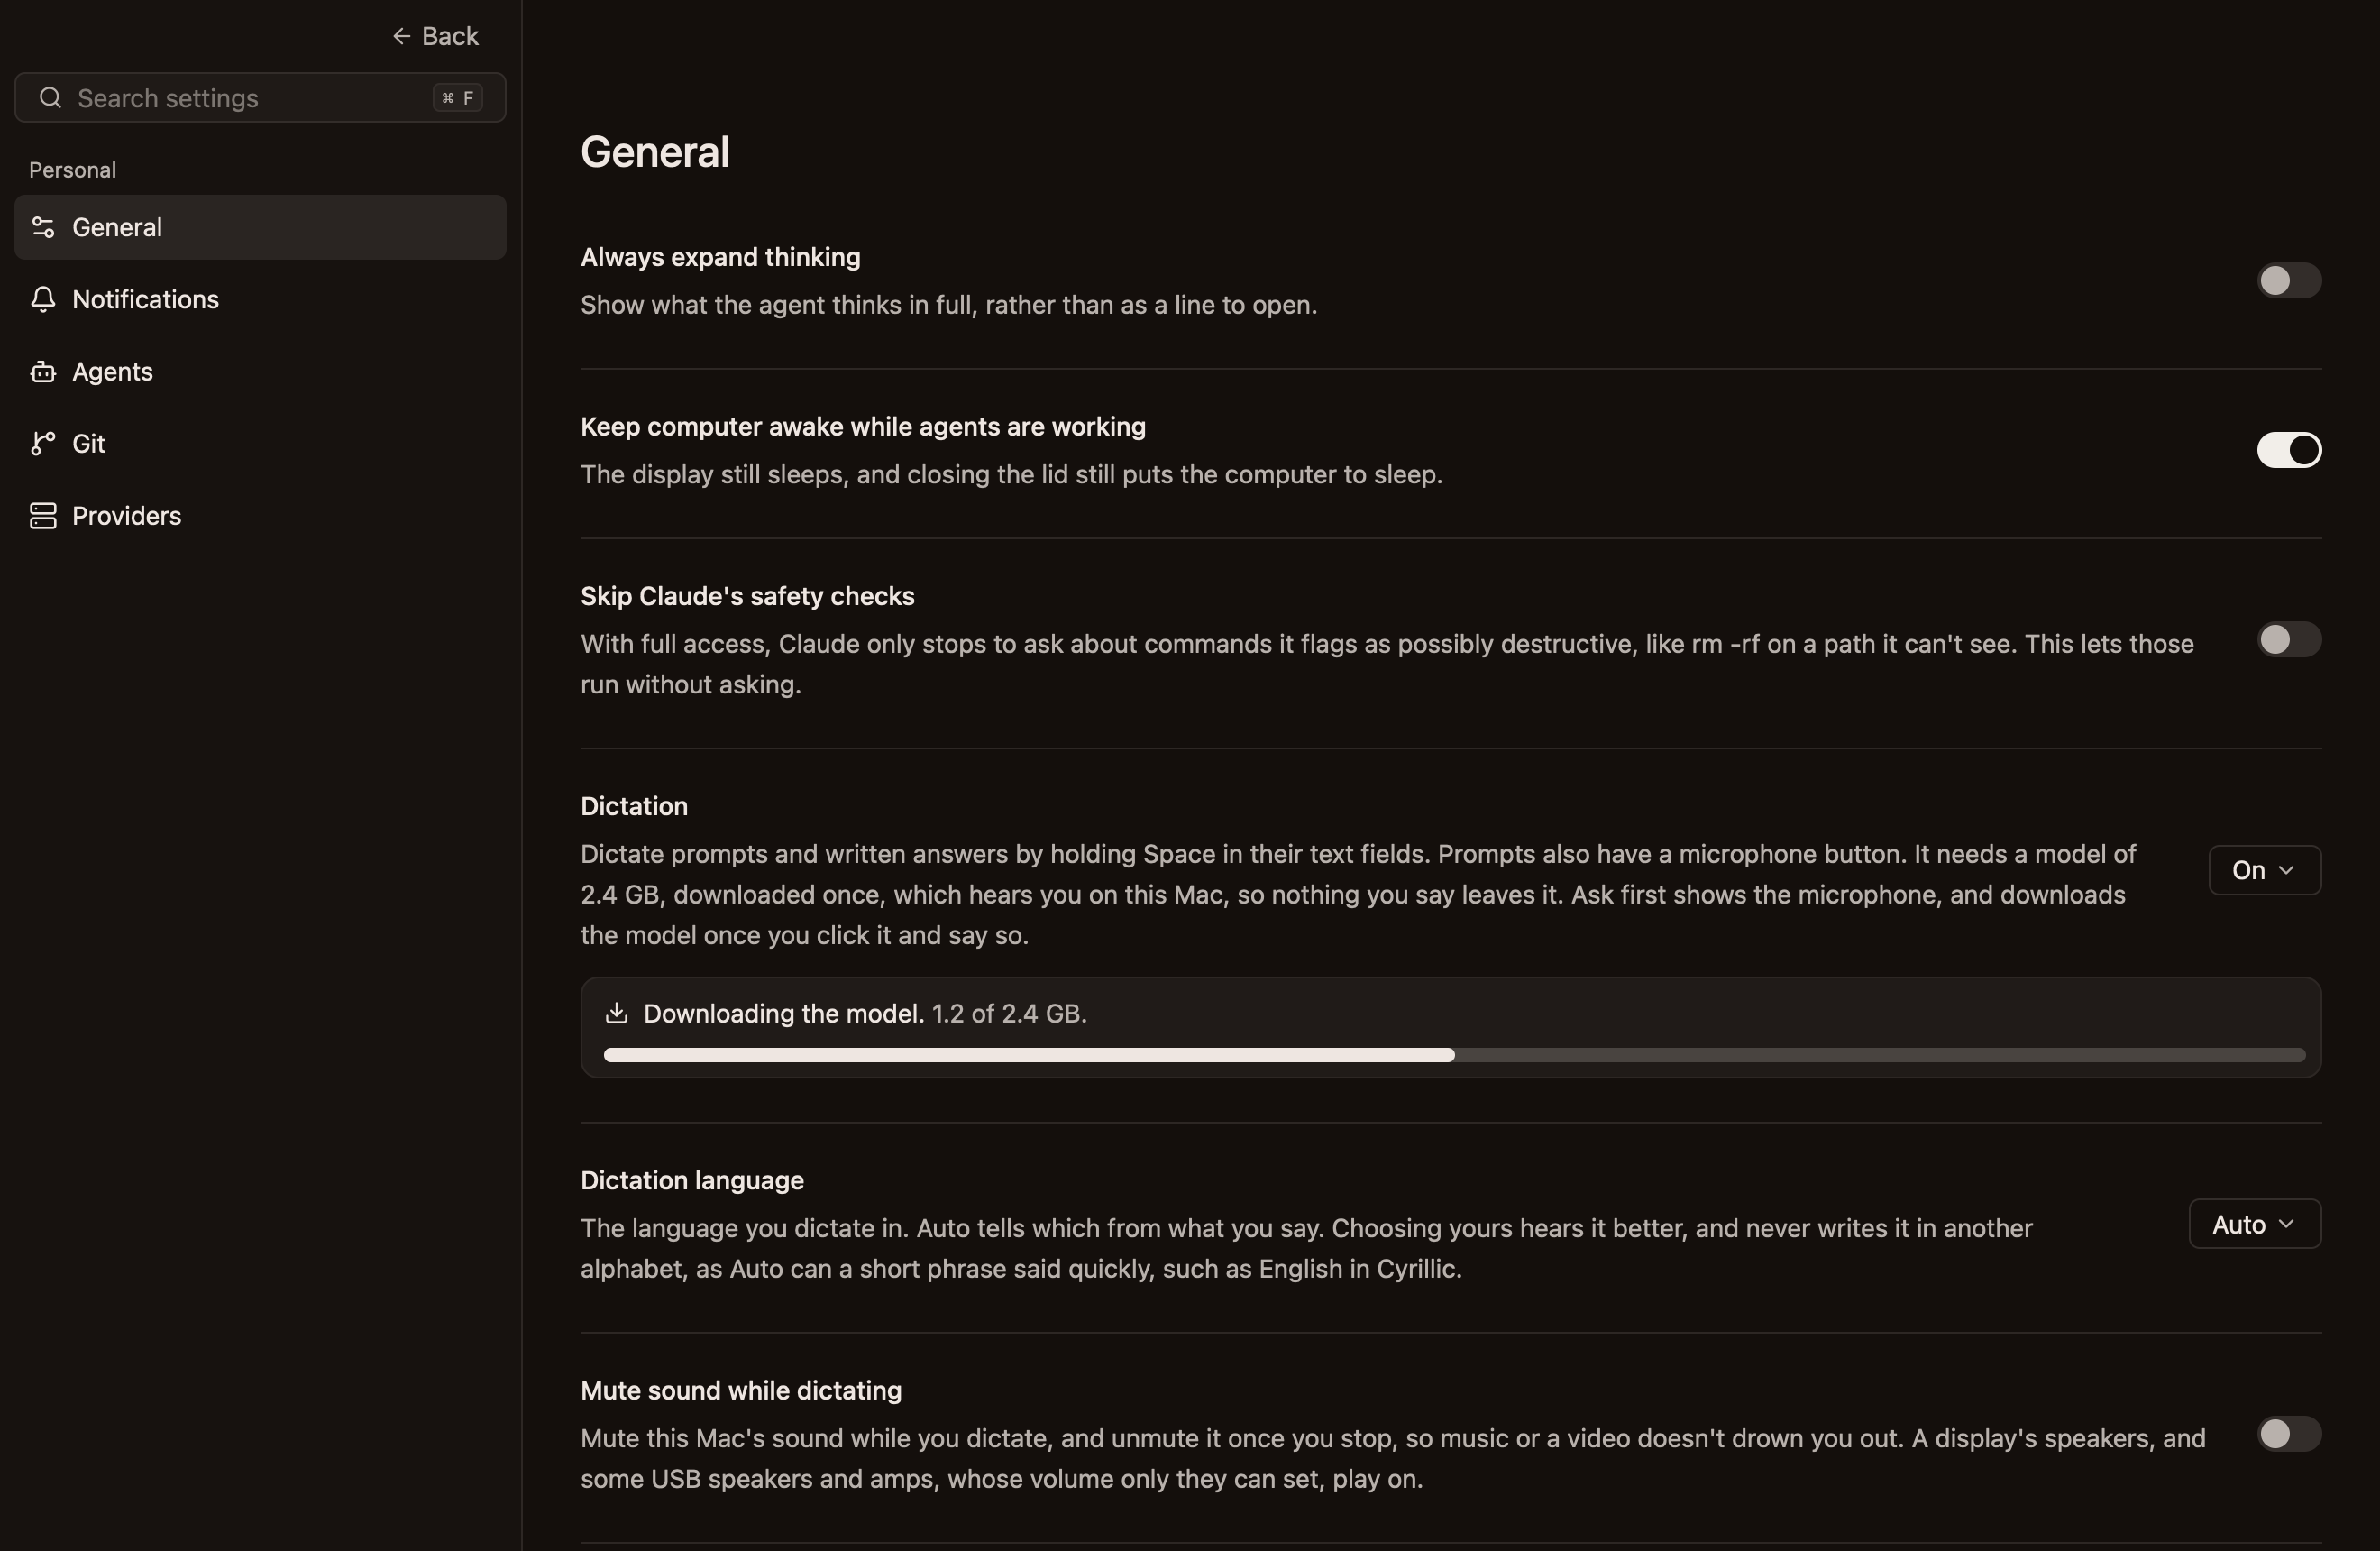 Back
Search settings
⌘ F
Personal
General
Notifications
Agents
Git
Providers
General
Always expand thinking
Show what the agent thinks in full, rather than as a line to open.
Keep computer awake while agents are working
The display still sleeps, and closing the lid still puts the computer to sleep.
Skip Claude's safety checks
With full access, Claude only stops to ask about commands it flags as possibly destructive, like rm -rf on a path it can't see. This lets those
run without asking.
Dictation
Dictate prompts and written answers by holding Space in their text fields. Prompts also have a microphone button. It needs a model of
2.4 GB, downloaded once, which hears you on this Mac, so nothing you say leaves it. Ask first shows the microphone, and downloads
the model once you click it and say so.
On
Downloading the model. 1.2 of 2.4 GB.
Dictation language
The language you dictate in. Auto tells which from what you say. Choosing yours hears it better, and never writes it in another
alphabet, as Auto can a short phrase said quickly, such as English in Cyrillic.
Auto
Mute sound while dictating
Mute this Mac's sound while you dictate, and unmute it once you stop, so music or a video doesn't drown you out. A display's speakers, and
some USB speakers and amps, whose volume only they can set, play on.